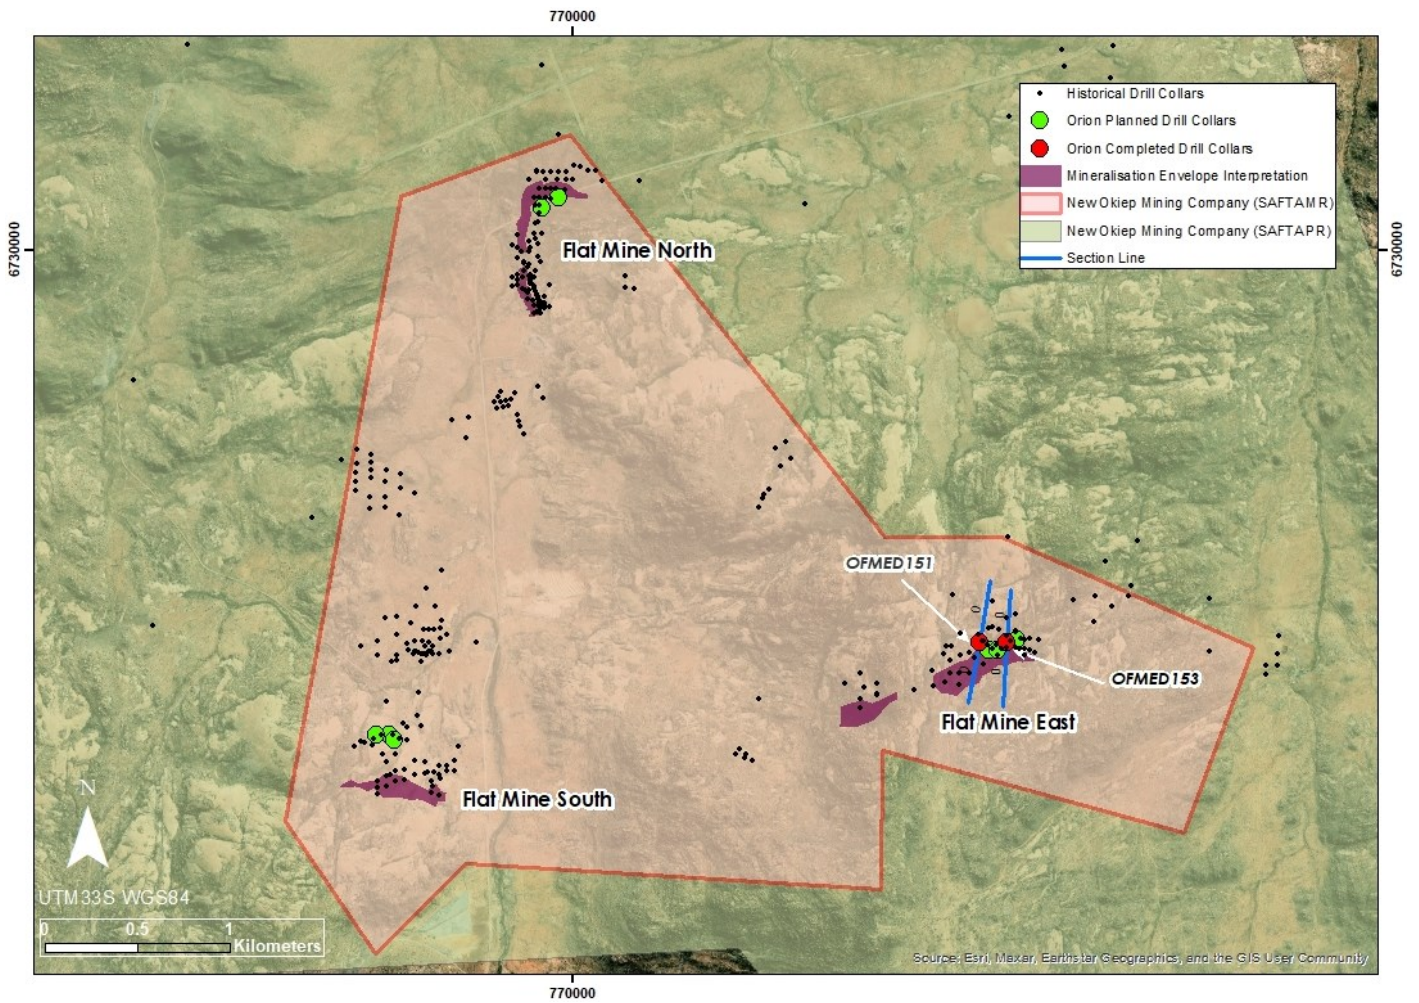 770000
Historical Drill Collars
Orion Planned Drill Collars
Orion Completed Drill Collars
Mineralisation Envelope Interpretation
New Okiep Mining Company (SAFTAMR)
New Okiep Mining Company (SAFTAPR)
Section Line
6730000
6730000
Flat Mine North
OFMED151
OFMED153
Flat Mine East
Flat Mine South
N
UTM33S WGS84
0 0.5 1
Kilometers
Source: Esri, Maxar, Earthstar Geographics, and the GIS User Community
770000